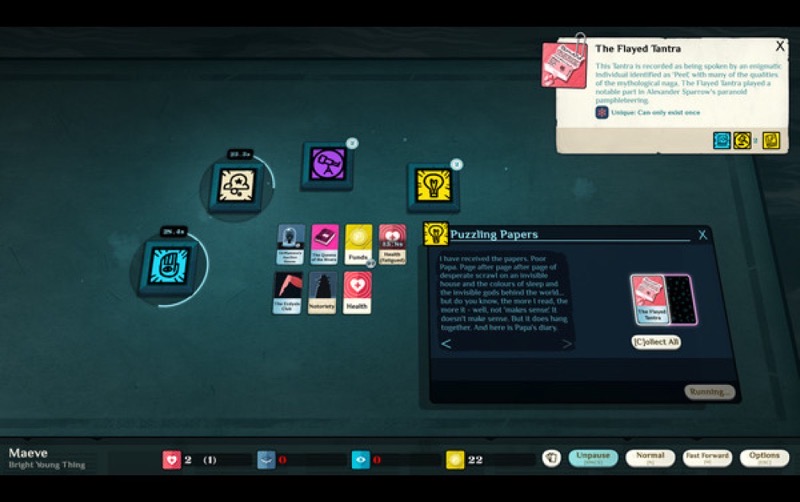 The Flayed Tantra
X
This Tantra is recorded as being spoken by an enigmatic
individual identified as 'Peel', with many of the qualities
of the mythological naga. The Flayed Tantra played a
notable part in Alexander Sparrow's paranoid
pamphleteering.
Unique: Can only exist once
Funds
Health
(Fatigued)
Notoriety
Health
Puzzling Papers
X
I have received the papers. Poor
Papa. Page after page after page of
desperate scrawl on an invisible
house and the colours of sleep and
the invisible gods behind the world...
but do you know, the more I read, the
more it - well, not 'makes sense' It
doesn't make sense. But it does hang
together. And here is Papa's diary.
<
>
The Flayed
Tantra
[C]ollect All
Running...
Maeve
Bright Young Thing
2 (1)
0
0
22
Unpause
Normal
Fast Forward
Options